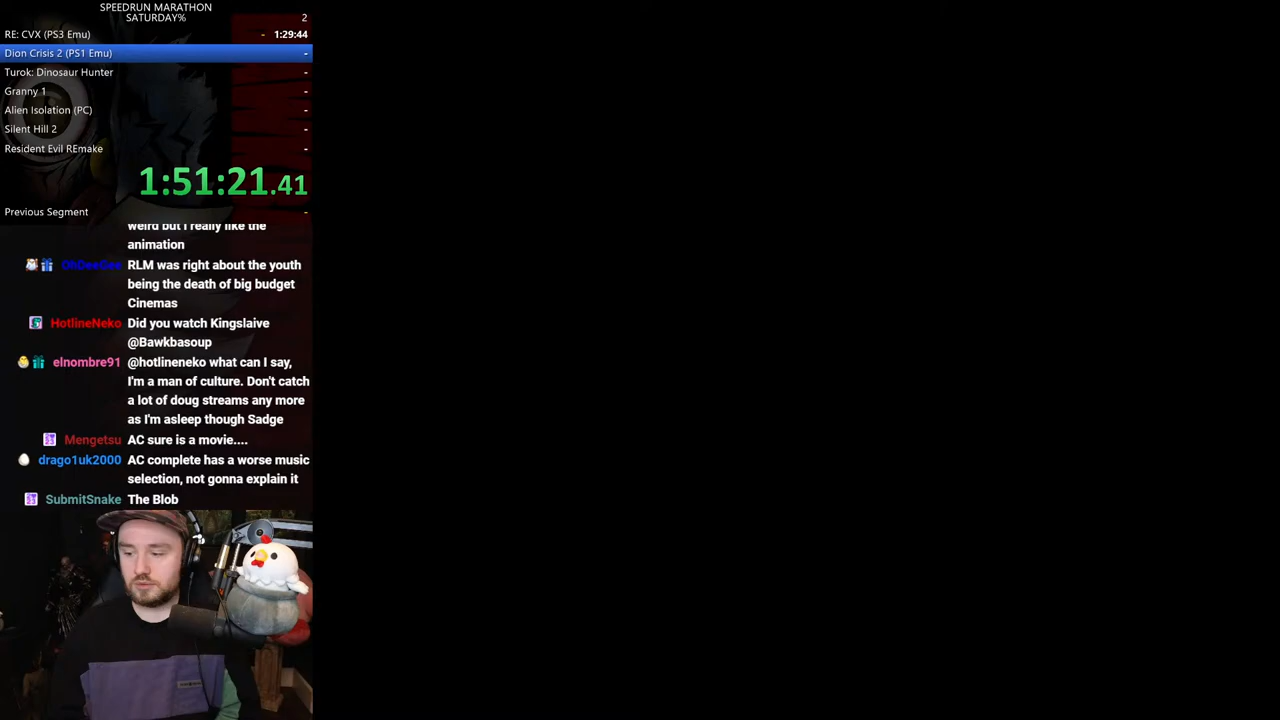 SPEEDRUN MARATHON
SATURDAY%
2
RE: CVX (PS3 Emu) - 1:29:44
Dion Crisis 2 (PS1 Emu) -
Turok: Dinosaur Hunter -
Granny 1 -
Alien Isolation (PC) -
Silent Hill 2 -
Resident Evil REmake -
1:51:21.41
Previous Segment -
weird but I really like the
animation
OhDeeGee RLM was right about the youth
being the death of big budget
Cinemas
HotlineNeko Did you watch Kingslaive
@Bawkbasoup
elnombre91 @hotlineneko what can I say,
I'm a man of culture. Don't catch
a lot of doug streams any more
as I'm asleep though Sadge
Mengetsu AC sure is a movie....
drago1uk2000 AC complete has a worse music
selection, not gonna explain it
SubmitSnake The Blob